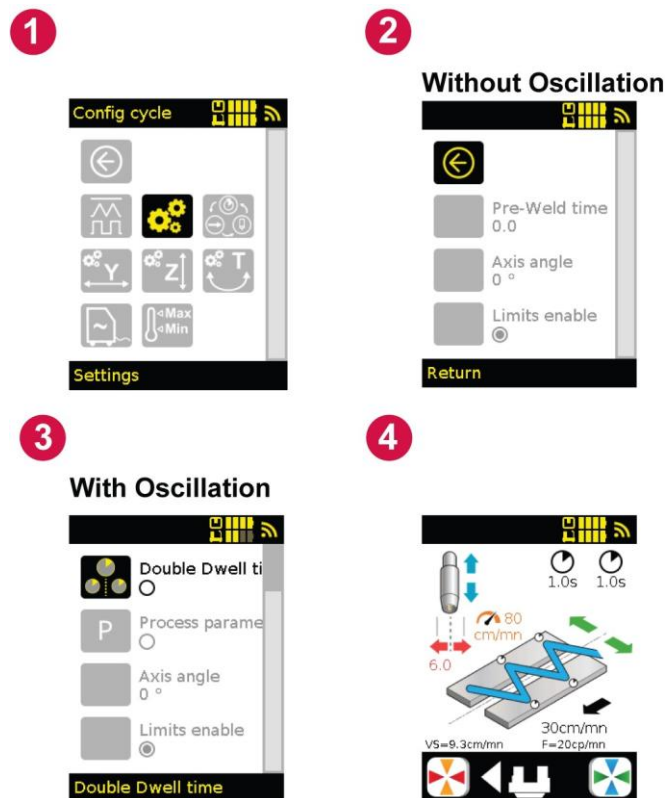 1
2
Without Oscillation
Config cycle
Y
Z
T
~
Max
Min
Settings
Pre-Weld time
0.0
Axis angle
0 °
Limits enable
Return
3
4
With Oscillation
Double Dwell ti
P
Process parame
Axis angle
0 °
Limits enable
Double Dwell time
1.0s 1.0s
80
cm/mn
6.0
30cm/mn
VS=9.3cm/mn F=20cp/mn